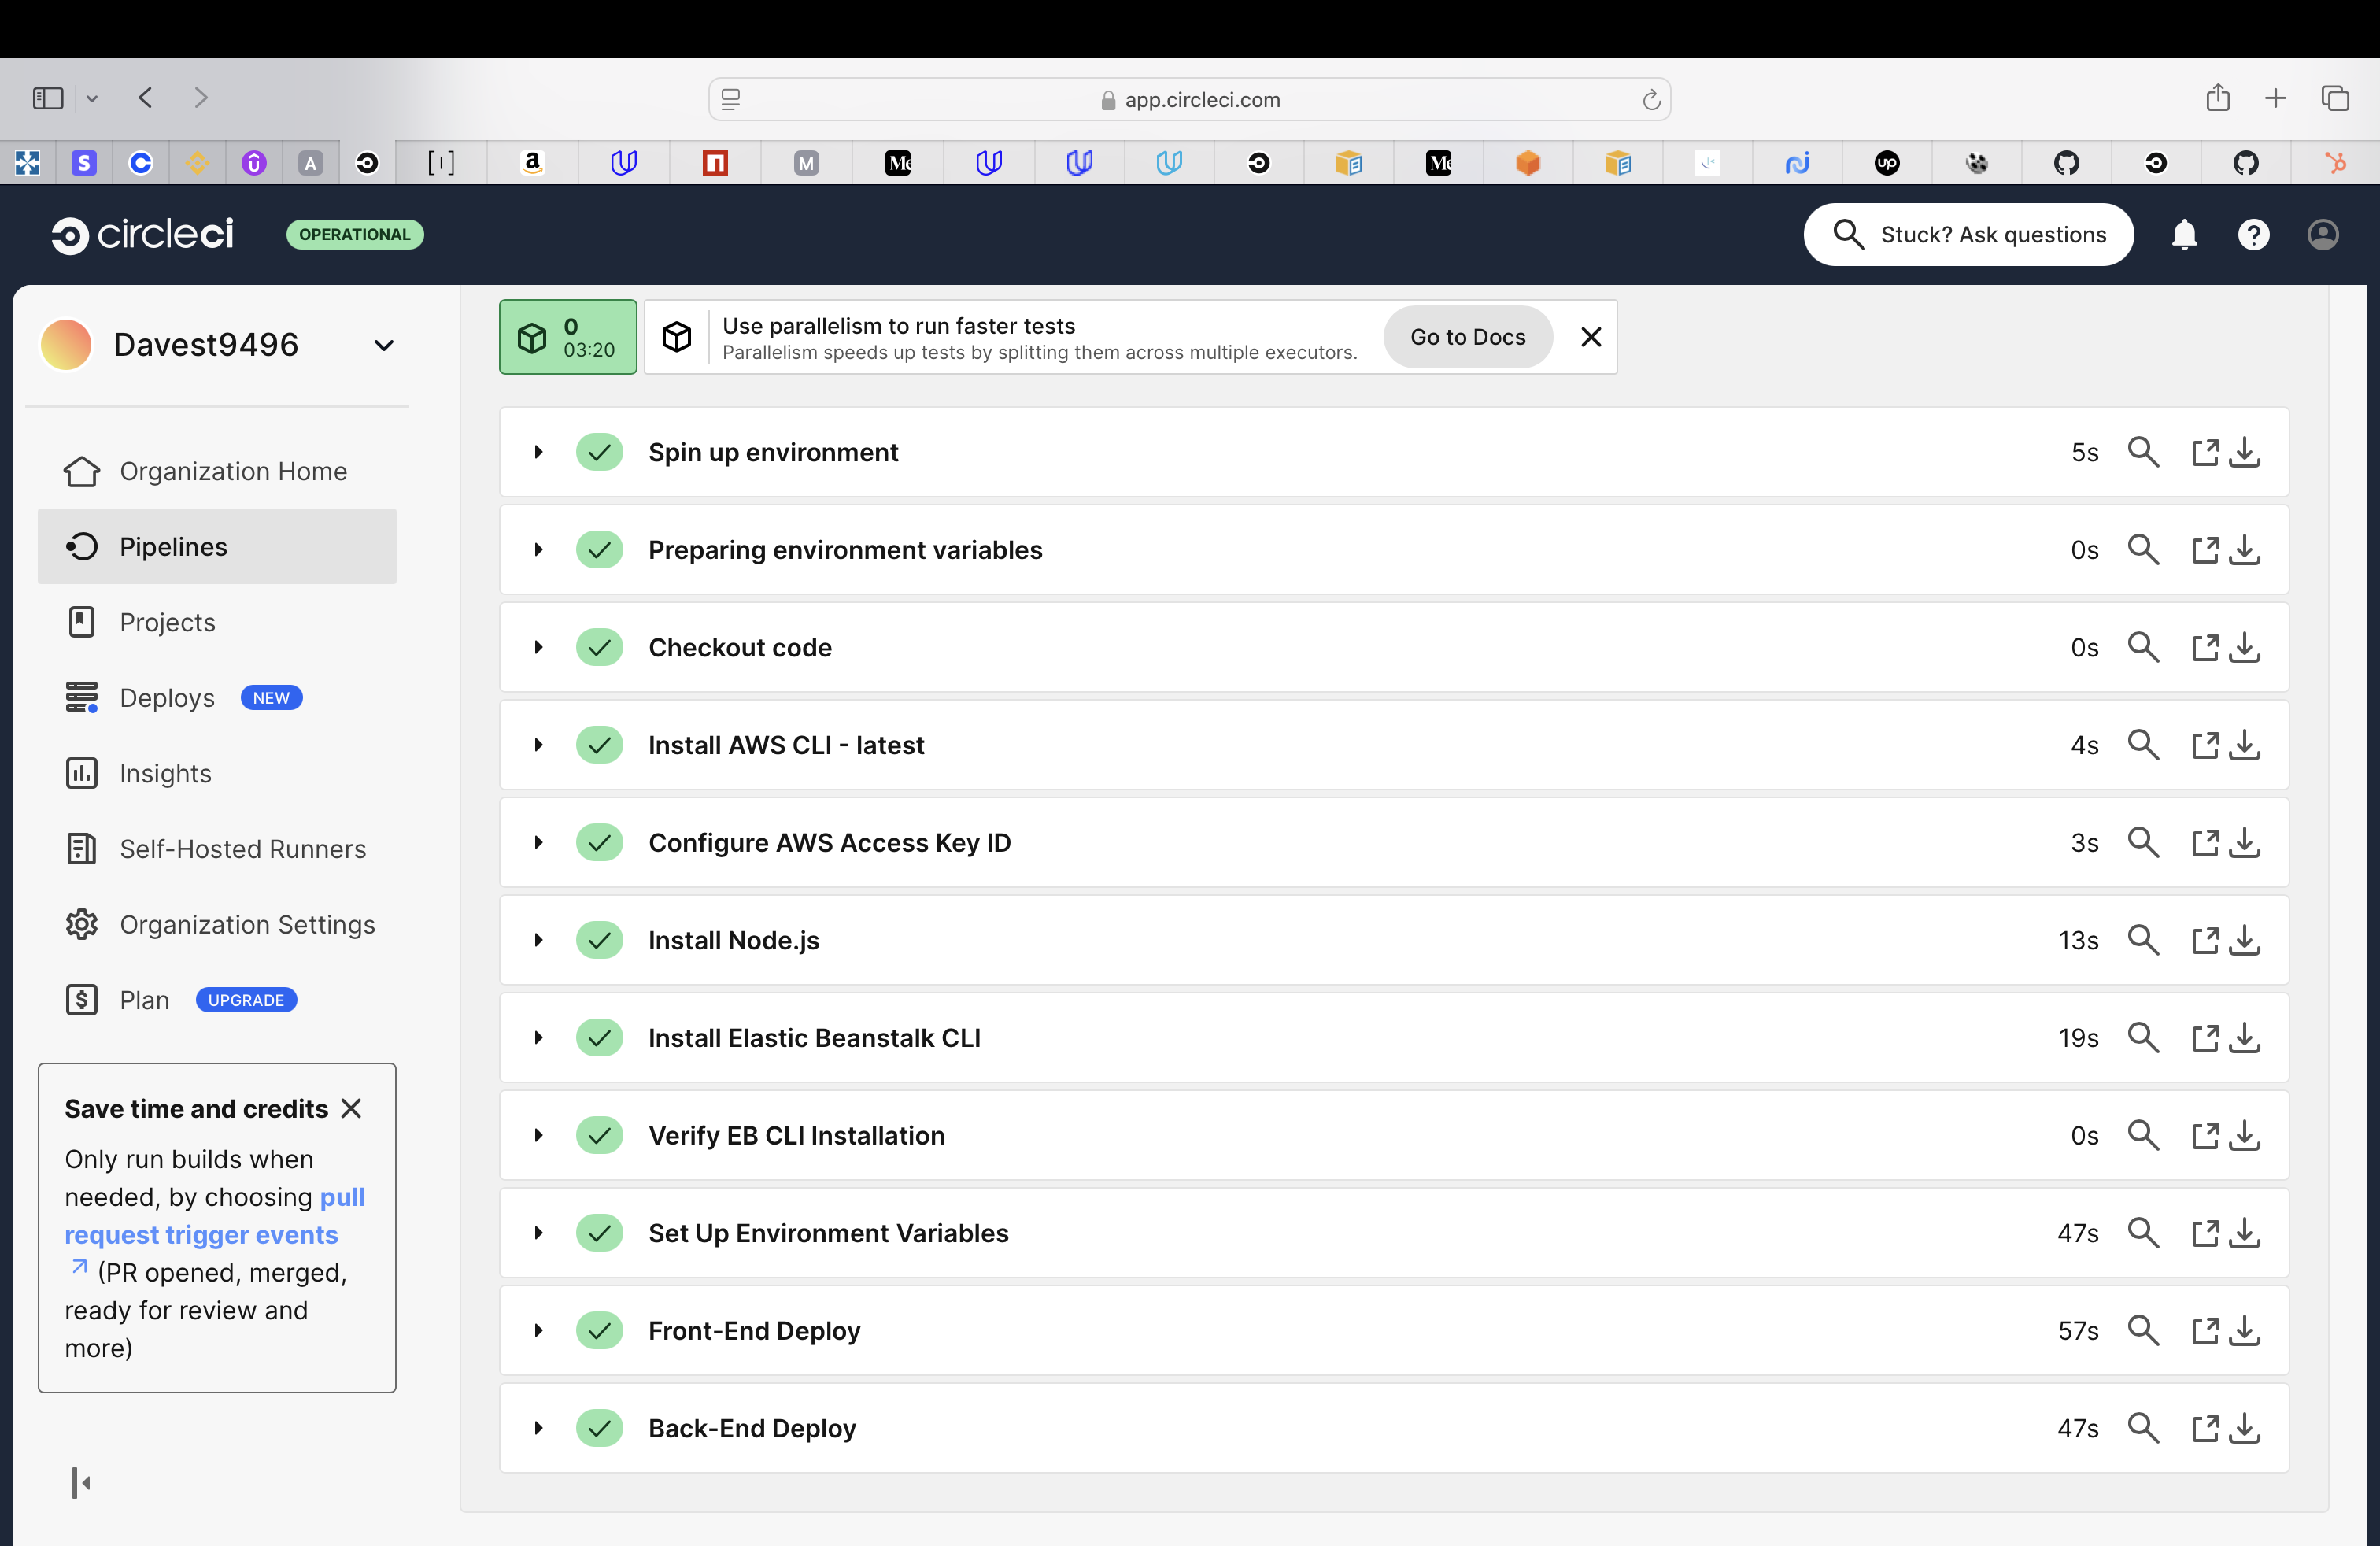 app.circleci.com
circleci
OPERATIONAL
Stuck? Ask questions
Davest9496
Organization Home
Pipelines
Projects
Deploys NEW
Insights
Self-Hosted Runners
Organization Settings
Plan UPGRADE
Save time and credits
Only run builds when
needed, by choosing pull
request trigger events
(PR opened, merged,
ready for review and
more)
0
03:20
Use parallelism to run faster tests
Parallelism speeds up tests by splitting them across multiple executors.
Go to Docs
Spin up environment 5s
Preparing environment variables 0s
Checkout code 0s
Install AWS CLI - latest 4s
Configure AWS Access Key ID 3s
Install Node.js 13s
Install Elastic Beanstalk CLI 19s
Verify EB CLI Installation 0s
Set Up Environment Variables 47s
Front-End Deploy 57s
Back-End Deploy 47s